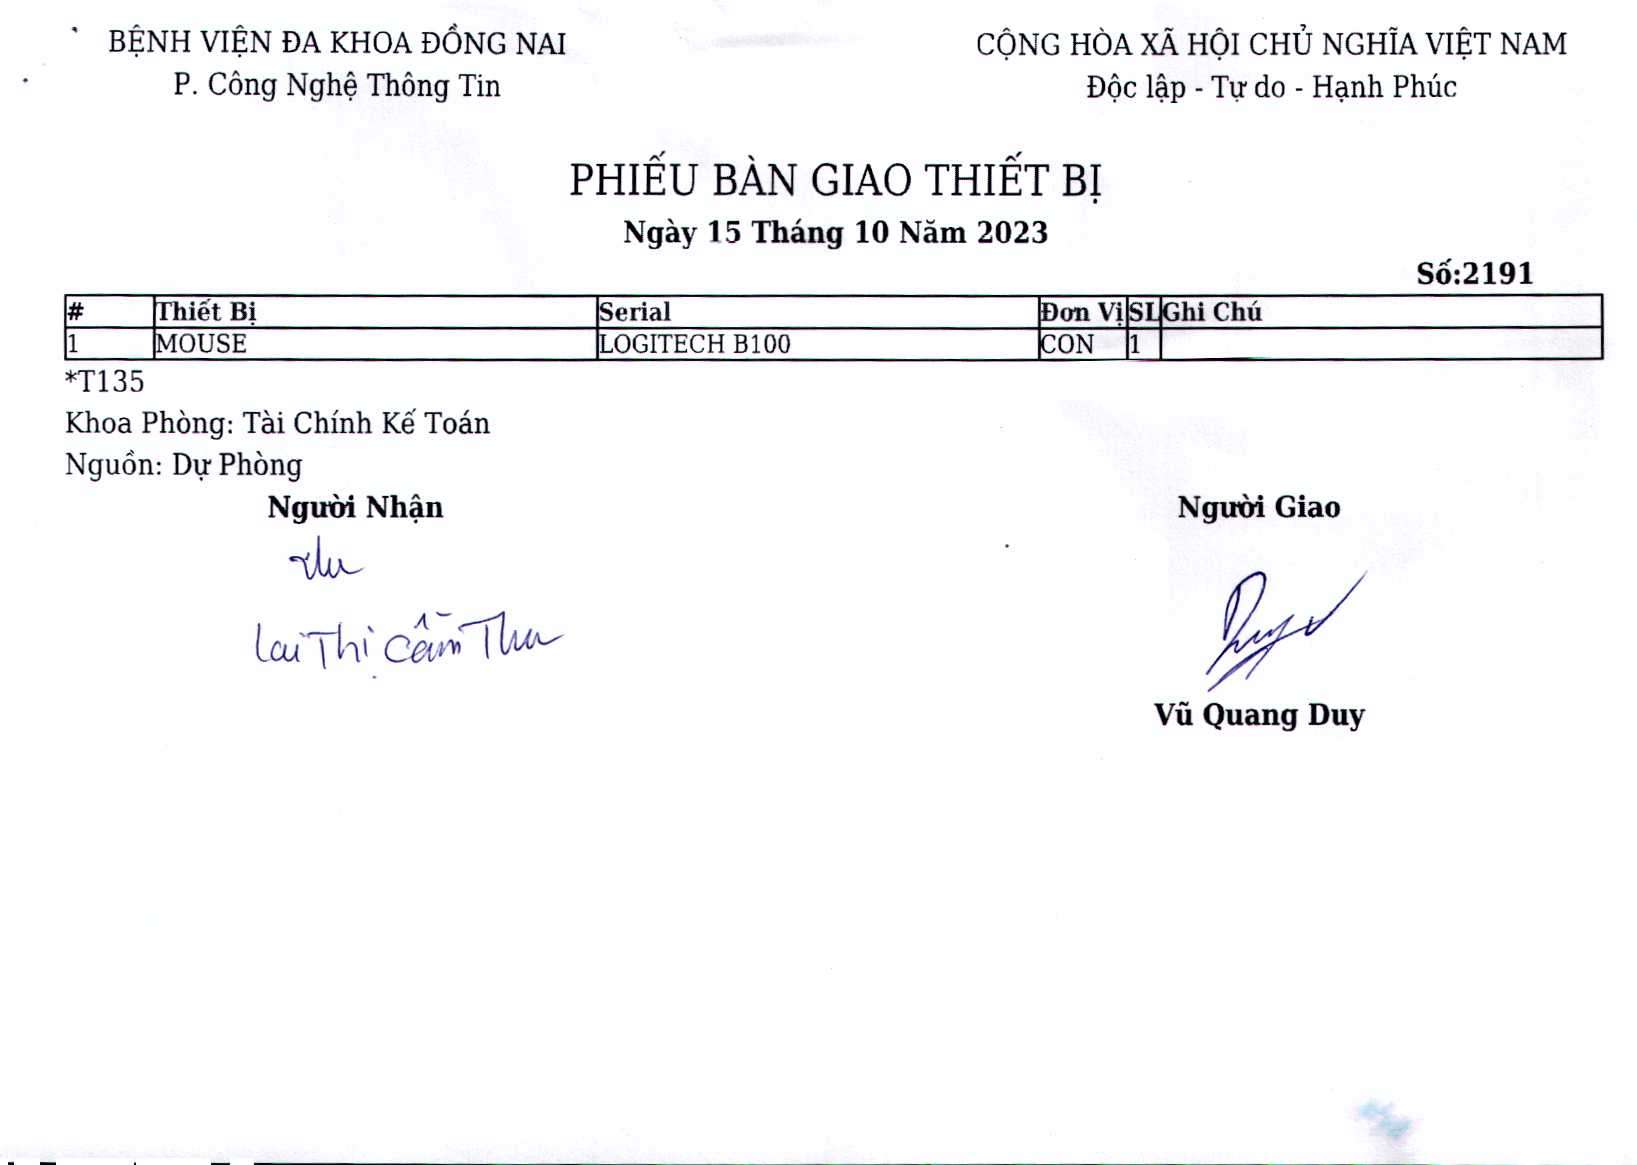 BỆNH VIỆN ĐA KHOA ĐỒNG NAI
P. Công Nghệ Thông Tin
CỘNG HÒA XÃ HỘI CHỦ NGHĨA VIỆT NAM
Độc lập - Tự do - Hạnh Phúc
PHIẾU BÀN GIAO THIẾT BỊ
Ngày 15 Tháng 10 Năm 2023
Số:2191
# Thiết Bị Serial Đơn Vị SL Ghi Chú
1 MOUSE LOGITECH B100 CON 1
*T135
Khoa Phòng: Tài Chính Kế Toán
Nguồn: Dự Phòng
Người Nhận
Người Giao
Lai Thị Cẩm Thu
Vũ Quang Duy